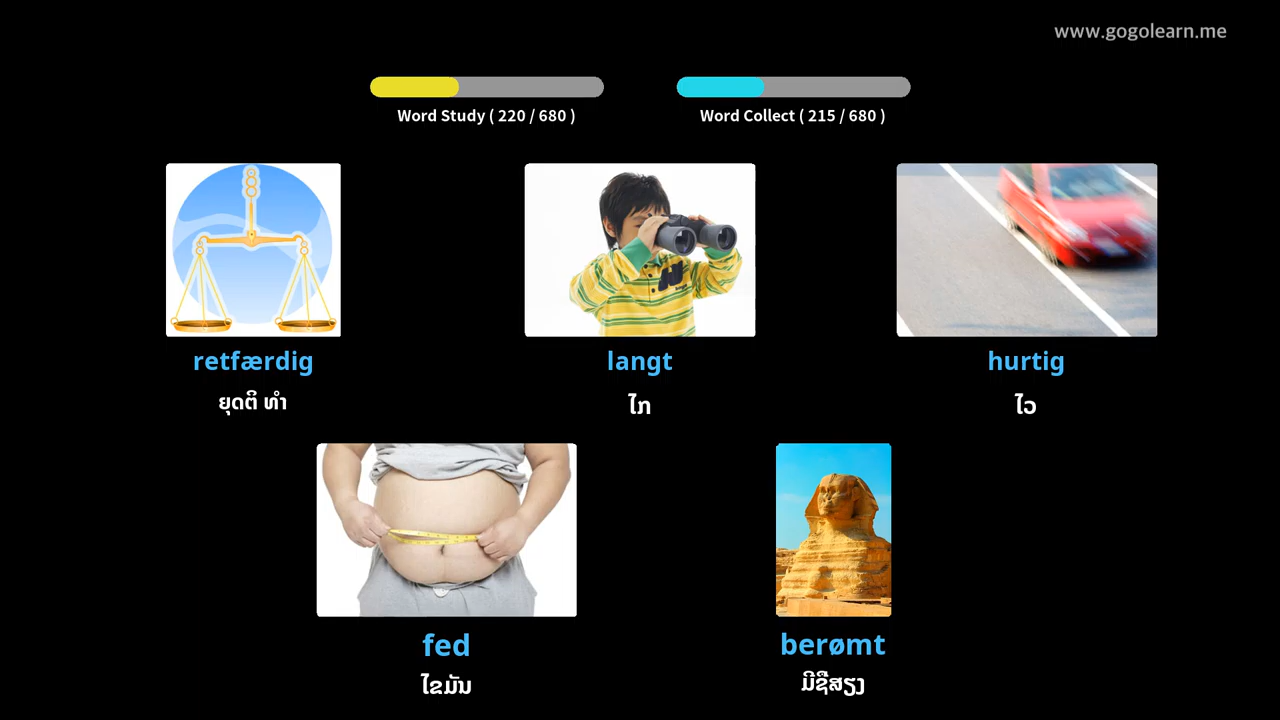 www.gogolearn.me
Word Study ( 220 / 680 )
Word Collect ( 215 / 680 )
retfærdig
ຍຸດຕິ ທຳ
langt
ໄກ
hurtig
ໄວ
fed
ໄຂມັນ
berømt
ມີຊື່ສຽງ